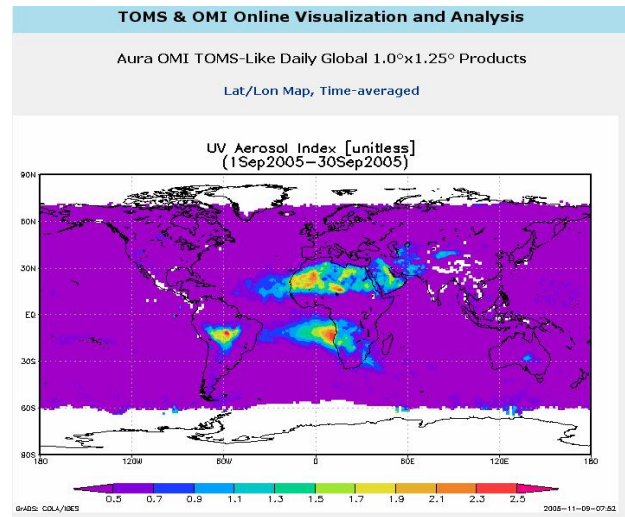 TOMS & OMI Online Visualization and Analysis
Aura OMI TOMS-Like Daily Global 1.0°x1.25° Products
Lat/Lon Map, Time-averaged
UV Aerosol Index [unitless]
(1Sep2005-30Sep2005)
90N
60N
30N
EQ
30S
60S
90S
180 120W 60W 0 60E 120E 180
0.5 0.7 0.9 1.1 1.3 1.5 1.7 1.9 2.1 2.3 2.5
GrADS: COLA/IGES 2005-11-09-07:52